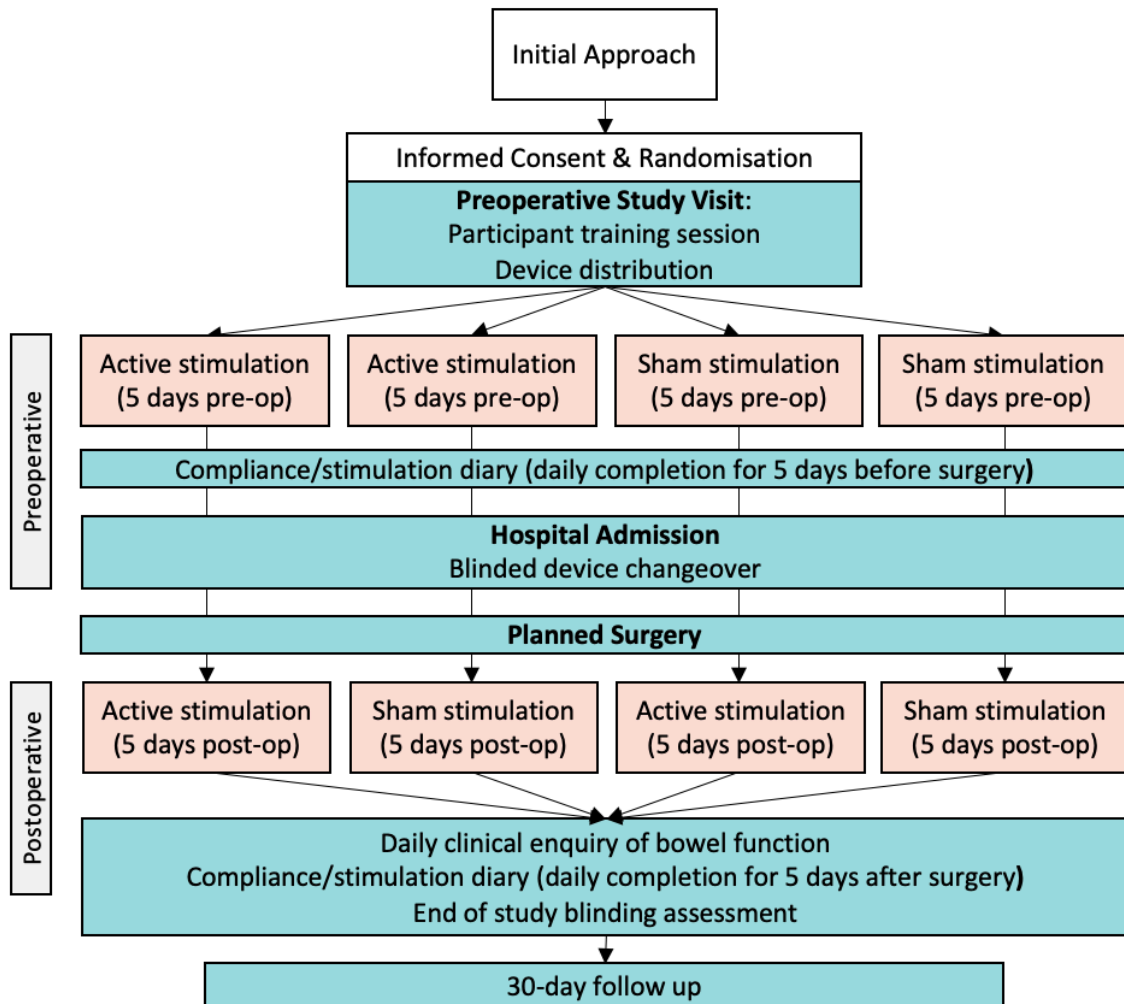 Initial Approach
Informed Consent & Randomisation
Preoperative Study Visit:
Participant training session
Device distribution
Preoperative
Active stimulation
(5 days pre-op)
Active stimulation
(5 days pre-op)
Sham stimulation
(5 days pre-op)
Sham stimulation
(5 days pre-op)
Compliance/stimulation diary (daily completion for 5 days before surgery)
Hospital Admission
Blinded device changeover
Planned Surgery
Postoperative
Active stimulation
(5 days post-op)
Sham stimulation
(5 days post-op)
Active stimulation
(5 days post-op)
Sham stimulation
(5 days post-op)
Daily clinical enquiry of bowel function
Compliance/stimulation diary (daily completion for 5 days after surgery)
End of study blinding assessment
30-day follow up